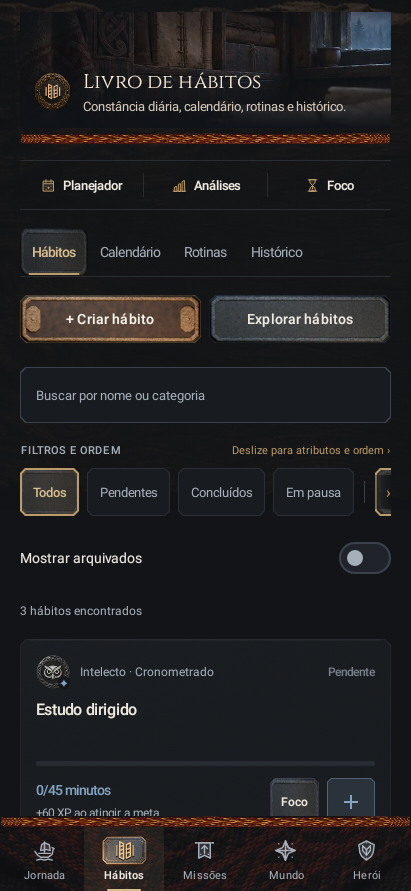 Livro de hábitos
Constância diária, calendário, rotinas e histórico.
Planejador
Análises
Foco
Hábitos
Calendário
Rotinas
Histórico
+ Criar hábito
Explorar hábitos
Buscar por nome ou categoria
FILTROS E ORDEM
Deslize para atributos e ordem ›
Todos
Pendentes
Concluídos
Em pausa
›
Mostrar arquivados
3 hábitos encontrados
Intelecto · Cronometrado
Pendente
Estudo dirigido
0/45 minutos
+60 XP ao atingir a meta
Foco
+
Jornada
Hábitos
Missões
Mundo
Herói